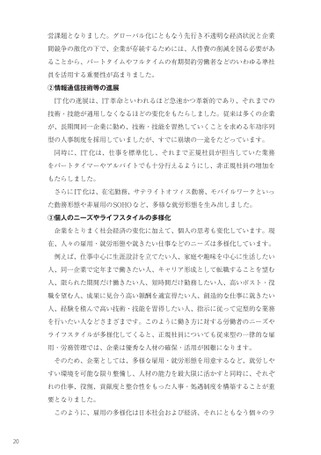 営課題となりました。グローバル化にともなう先行き不透明な経済状況と企業
間競争の激化の下で、企業が存続するためには、人件費の削減を図る必要があ
ることから、パートタイムやフルタイムの有期契約労働者などのいわゆる準社
員を活用する重要性が高まりました。
②情報通信技術等の進展
IT化の進展は、IT革命といわれるほど急速かつ革新的であり、それまでの
技術・技能が通用しなくなるほどの変化をもたらしました。従来は多くの企業
が、長期間同一企業に勤め、技術・技能を習熟していくことを求める年功序列
型の人事制度を採用していましたが、すでに崩壊の一途をたどっています。
同時に、IT化は、仕事を標準化し、それまで正規社員が担当していた業務
をパートタイマーやアルバイトでも十分行えるようにし、非正規社員の増加を
もたらしました。
さらにIT化は、在宅勤務、サテライトオフィス勤務、モバイルワークといっ
た勤務形態や非雇用のSOHOなど、多様な就労形態を生み出しました。
③個人のニーズやライフスタイルの多様化
企業をとりまく社会経済の変化に加えて、個人の思考も変化しています。現
在、人々の雇用・就労形態や就きたい仕事などのニーズは多様化しています。
例えば、仕事中心に生涯設計を立てたい人、家庭や趣味を中心に生活したい
人、同一企業で定年まで働きたい人、キャリア形成として転職することを望む
人、限られた期間だけ働きたい人、短時間だけ勤務したい人、高いポスト・役
職を望む人、成果に見合う高い報酬を適宜得たい人、創造的な仕事に就きたい
人、経験を積んで高い技術・技能を習得したい人、指示に従って定型的な業務
を行いたい人などさまざまです。このように働き方に対する労働者のニーズや
ライフスタイルが多様化してくると、正規社員についても従来型の一律的な雇
用・労務管理では、企業は優秀な人材の確保・活用が困難になります。
そのため、企業としては、多様な雇用・就労形態を用意するなど、就労しや
すい環境を可能な限り整備し、人材の能力を最大限に活かすと同時に、それぞ
れの仕事、役割、貢献度と整合性をもった人事・処遇制度を構築することが重
要となりました。
このように、雇用の多様化は日本社会および経済、それにともなう個々のラ
20